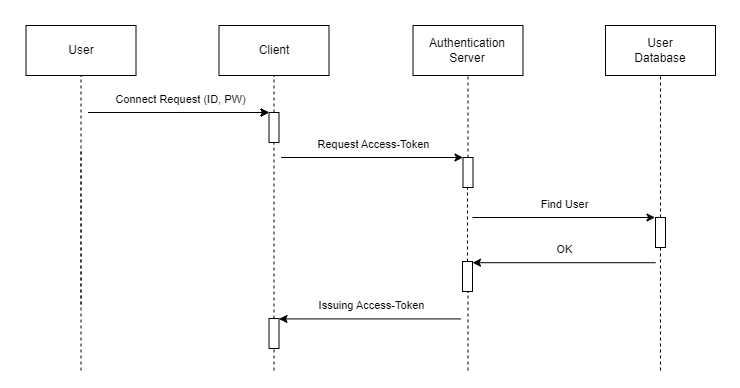 User
Client
Authentication
Server
User
Database
Connect Request (ID, PW)
Request Access-Token
Find User
OK
Issuing Access-Token